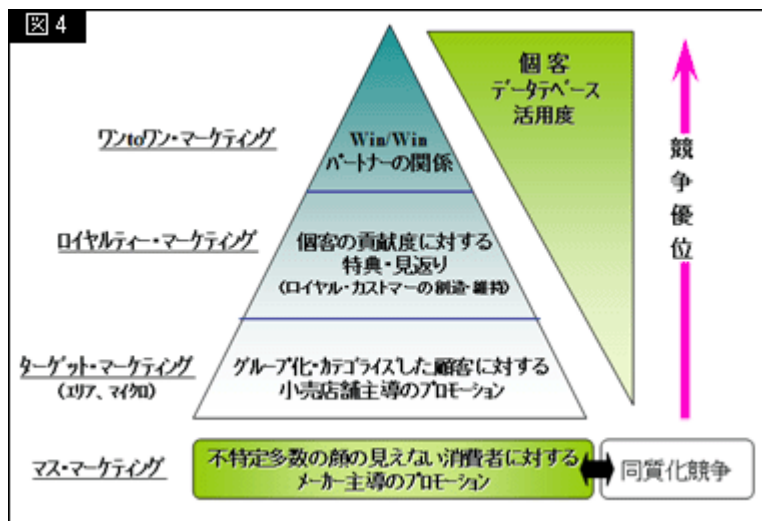 図4
個客
データテベース
活用度
競争優位
ワンtoワン・マーケティング
Win/Win
パートナーの関係
ロイヤルティー・マーケティング
個客の貢献度に対する
特典・見返り
(ロイヤル・カストマーの創造・維持)
ターゲット・マーケティング
(エリア、マイクロ)
グループ化・カテゴライズした顧客に対する
小売店舗主導のプロモーション
マス・マーケティング
不特定多数の顔の見えない消費者に対する
メーカー主導のプロモーション
同質化競争